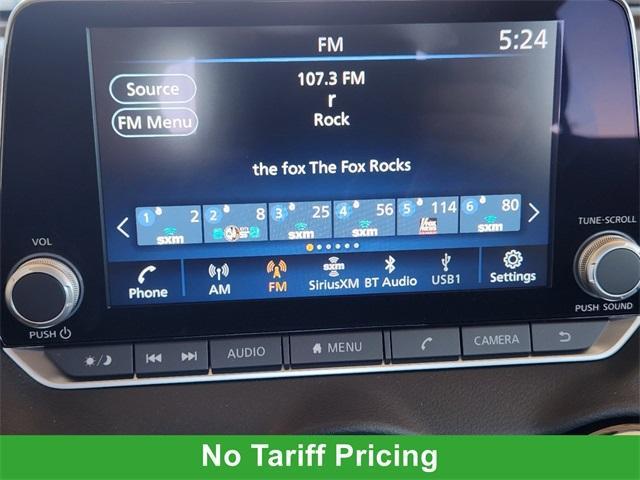 FM
5:24
Source
107.3 FM
r
FM Menu
Rock
the fox The Fox Rocks
1 2 2 8 3 25 4 56 5 114 6 80
sxm sxm sxm sxm
Phone AM FM SiriusXM BT Audio USB1 Settings
sxm
VOL
PUSH
TUNE-SCROLL
PUSH SOUND
AUDIO MENU CAMERA
No Tariff Pricing